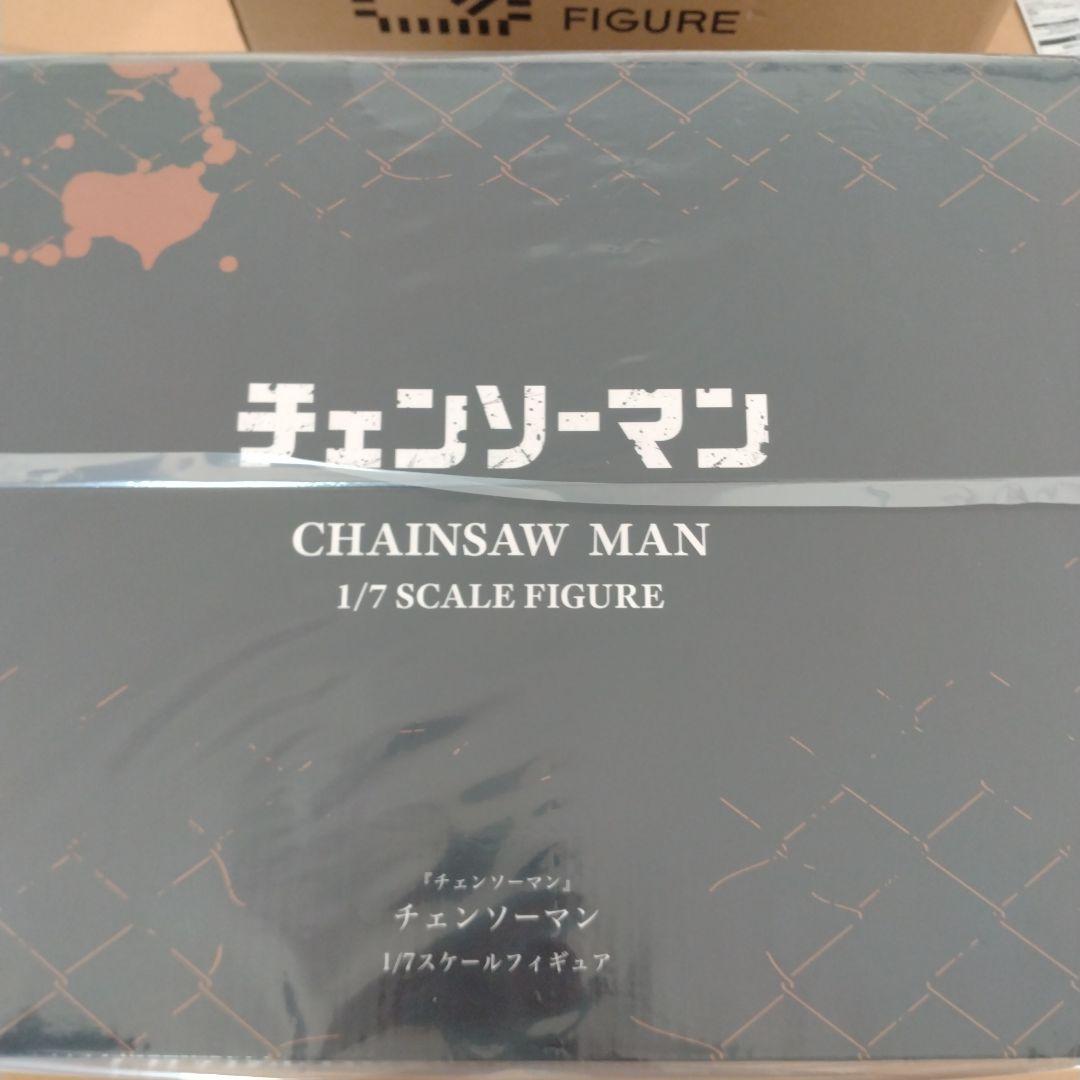 FIGURE
チェンソーマン
CHAINSAW MAN
1/7 SCALE FIGURE
『チェンソーマン』
チェンソーマン
1/7スケールフィギュア